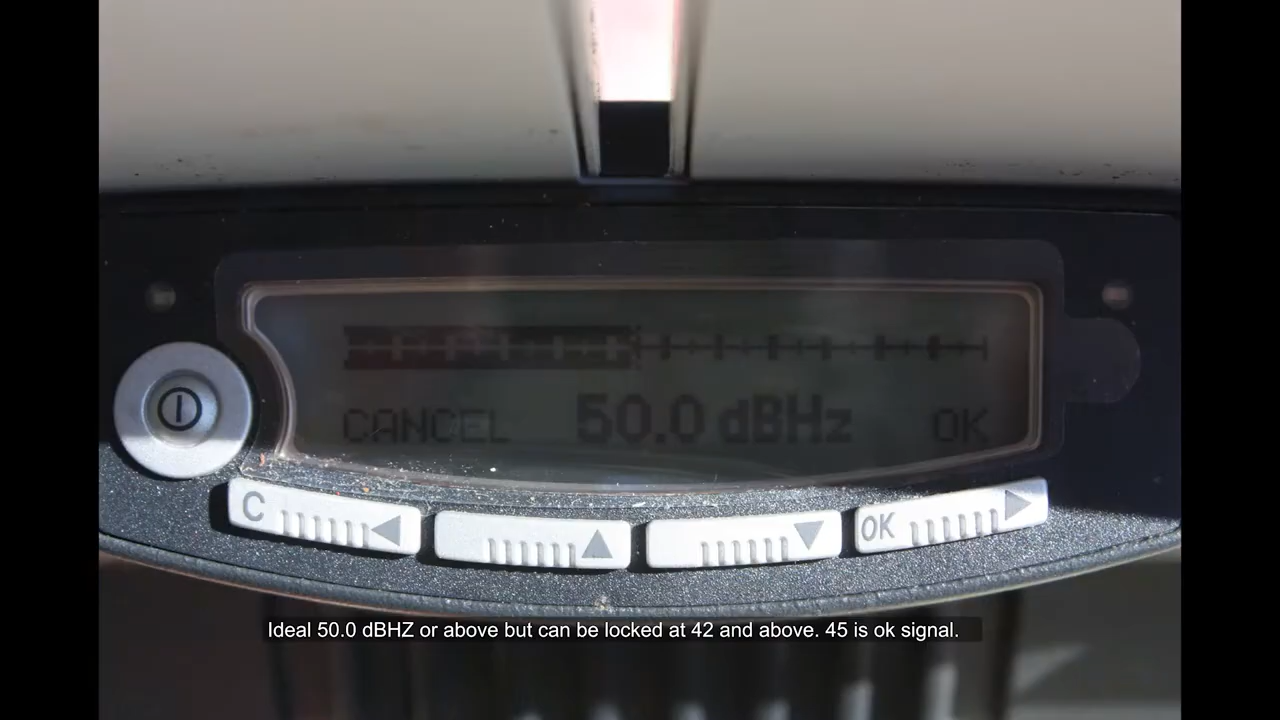 CANCEL 50.0 dBHz OK
C
OK
Ideal 50.0 dBHZ or above but can be locked at 42 and above. 45 is ok signal.